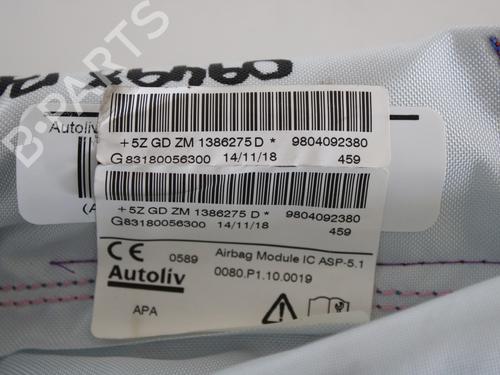 B-PARTS
Autoliv
(A
+5Z GD ZM 1386275D * 9804092380
G83180056300 14/11/18 459
+5Z GD ZM 1386275 D * 9804092380
G83180056300 14/11/18 459
CE 0589 Airbag Module IC ASP-5.1
Autoliv 0080.P1.10.0019
APA